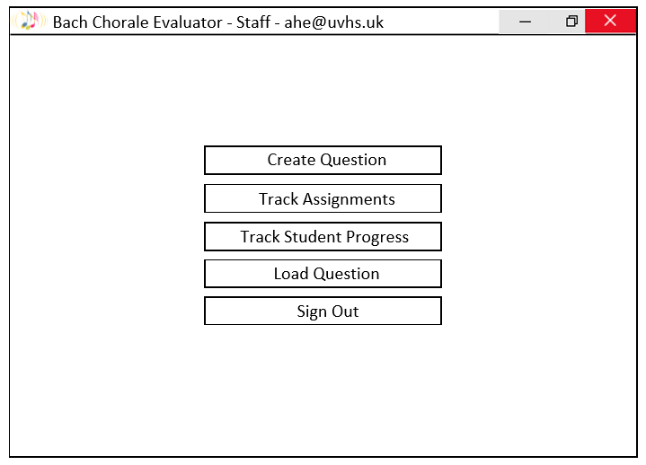 Bach Chorale Evaluator - Staff - ahe@uvhs.uk
Create Question
Track Assignments
Track Student Progress
Load Question
Sign Out